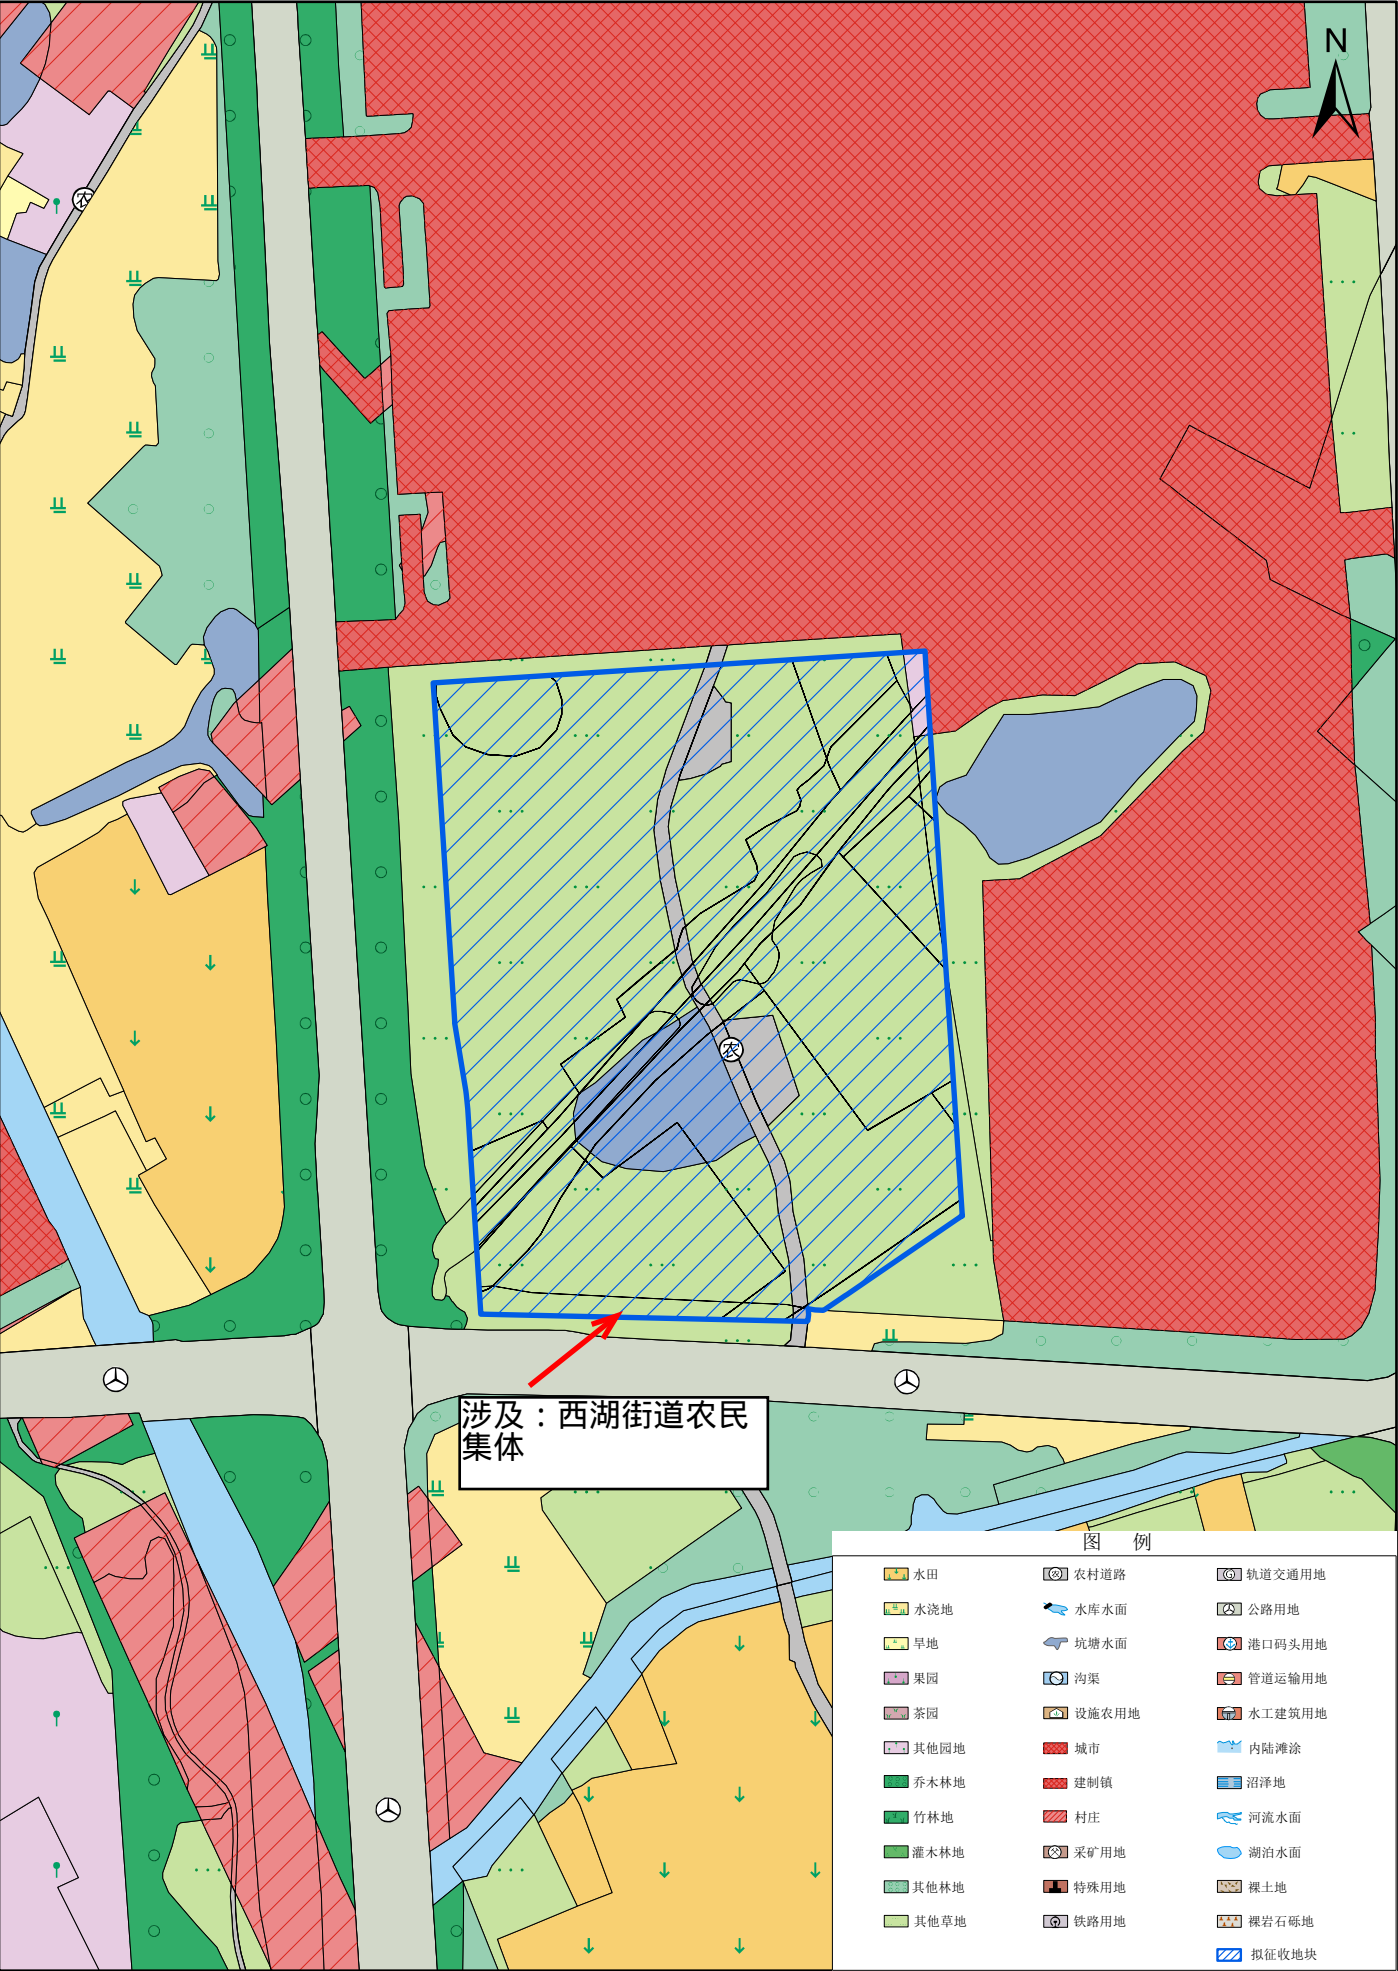 N
农
农
涉及：西湖街道农民
集体
图 例
水田
农村道路
轨道交通用地
水浇地
水库水面
公路用地
旱地
坑塘水面
港口码头用地
果园
沟渠
管道运输用地
茶园
设施农用地
水工建筑用地
其他园地
城市
内陆滩涂
乔木林地
建制镇
沼泽地
竹林地
村庄
河流水面
灌木林地
采矿用地
湖泊水面
其他林地
特殊用地
裸土地
其他草地
铁路用地
裸岩石砾地
拟征收地块